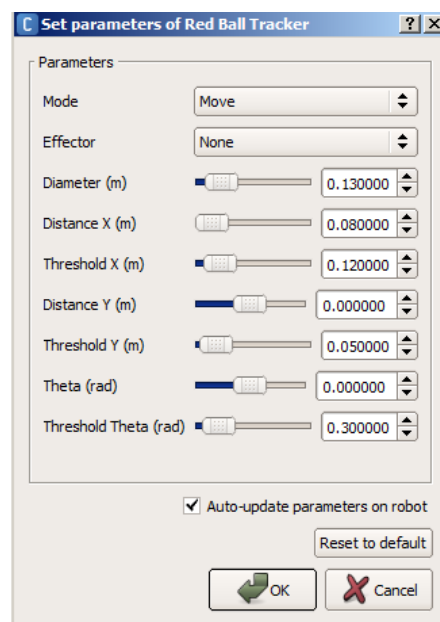 C Set parameters of Red Ball Tracker ? X
Parameters
Mode Move
Effector None
Diameter (m) 0.130000
Distance X (m) 0.080000
Threshold X (m) 0.120000
Distance Y (m) 0.000000
Threshold Y (m) 0.050000
Theta (rad) 0.000000
Threshold Theta (rad) 0.300000
Auto-update parameters on robot
Reset to default
OK Cancel